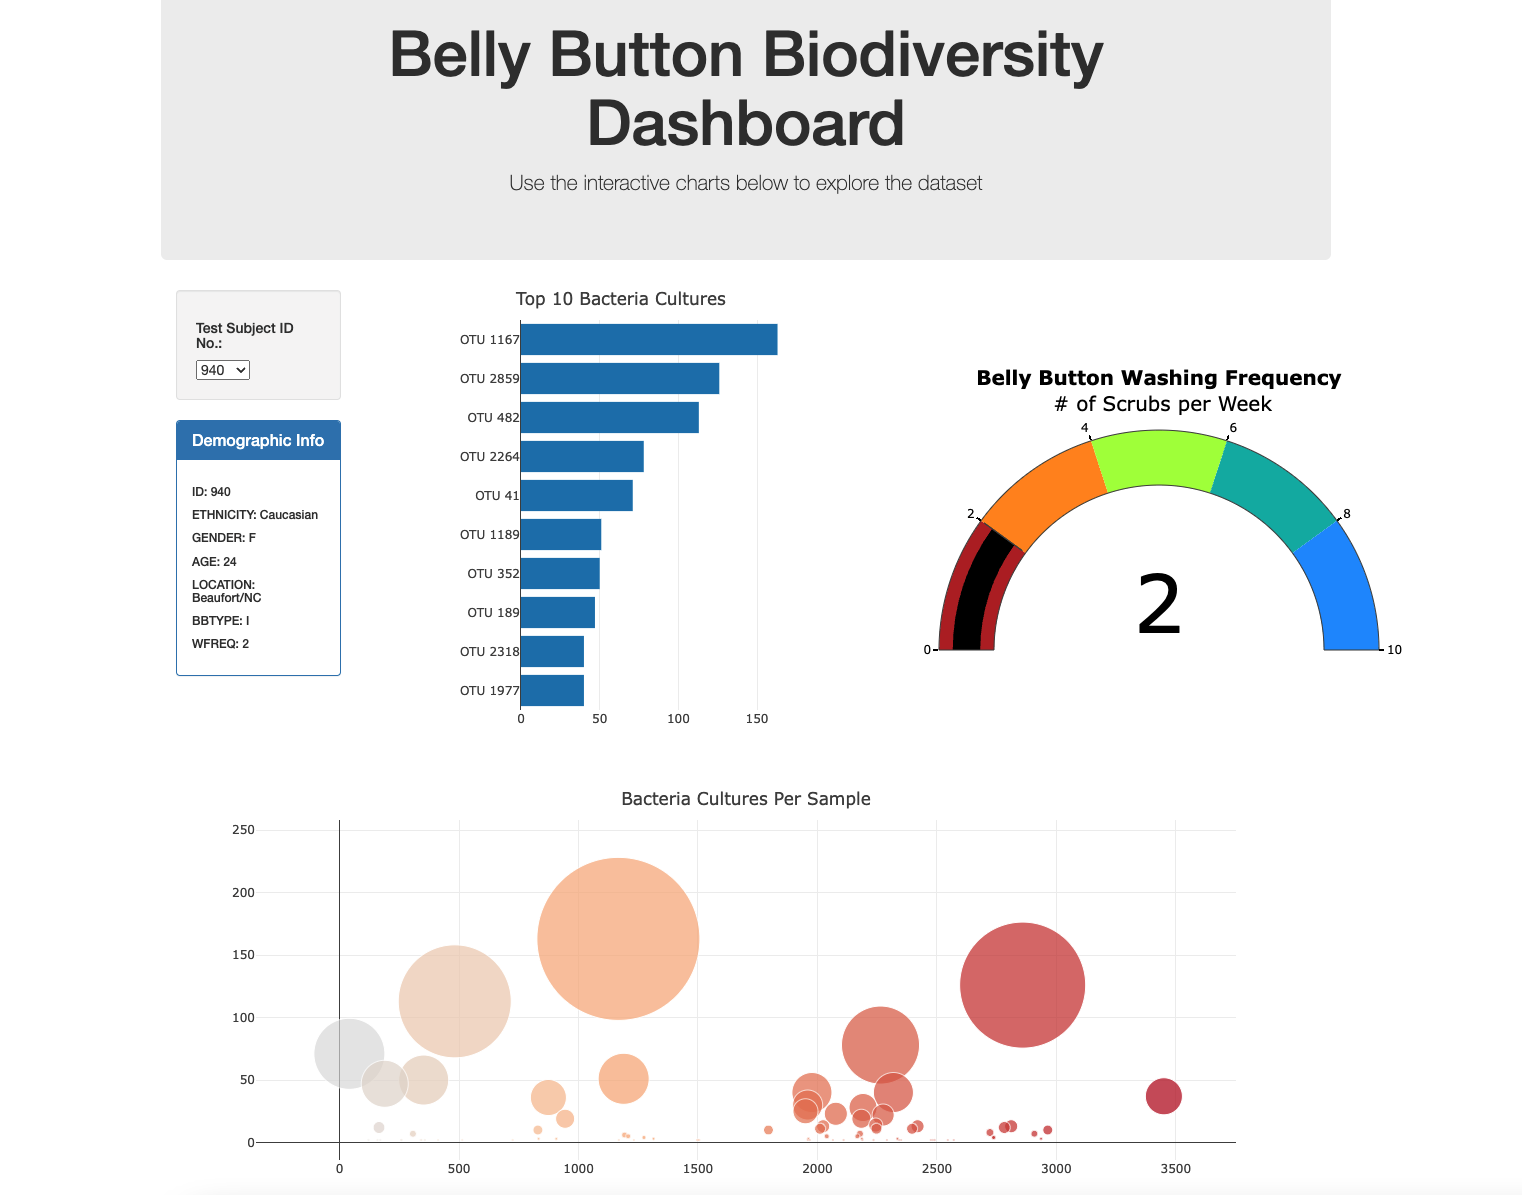 Belly Button Biodiversity
Dashboard
Use the interactive charts below to explore the dataset
Test Subject ID
No.:
940
Demographic Info
ID: 940
ETHNICITY: Caucasian
GENDER: F
AGE: 24
LOCATION:
Beaufort/NC
BBTYPE: I
WFREQ: 2
Top 10 Bacteria Cultures
OTU 1167
OTU 2859
OTU 482
OTU 2264
OTU 41
OTU 1189
OTU 352
OTU 189
OTU 2318
OTU 1977
0 50 100 150
Belly Button Washing Frequency
# of Scrubs per Week
0
2
4
6
8
10
2
Bacteria Cultures Per Sample
250
200
150
100
50
0
0 500 1000 1500 2000 2500 3000 3500